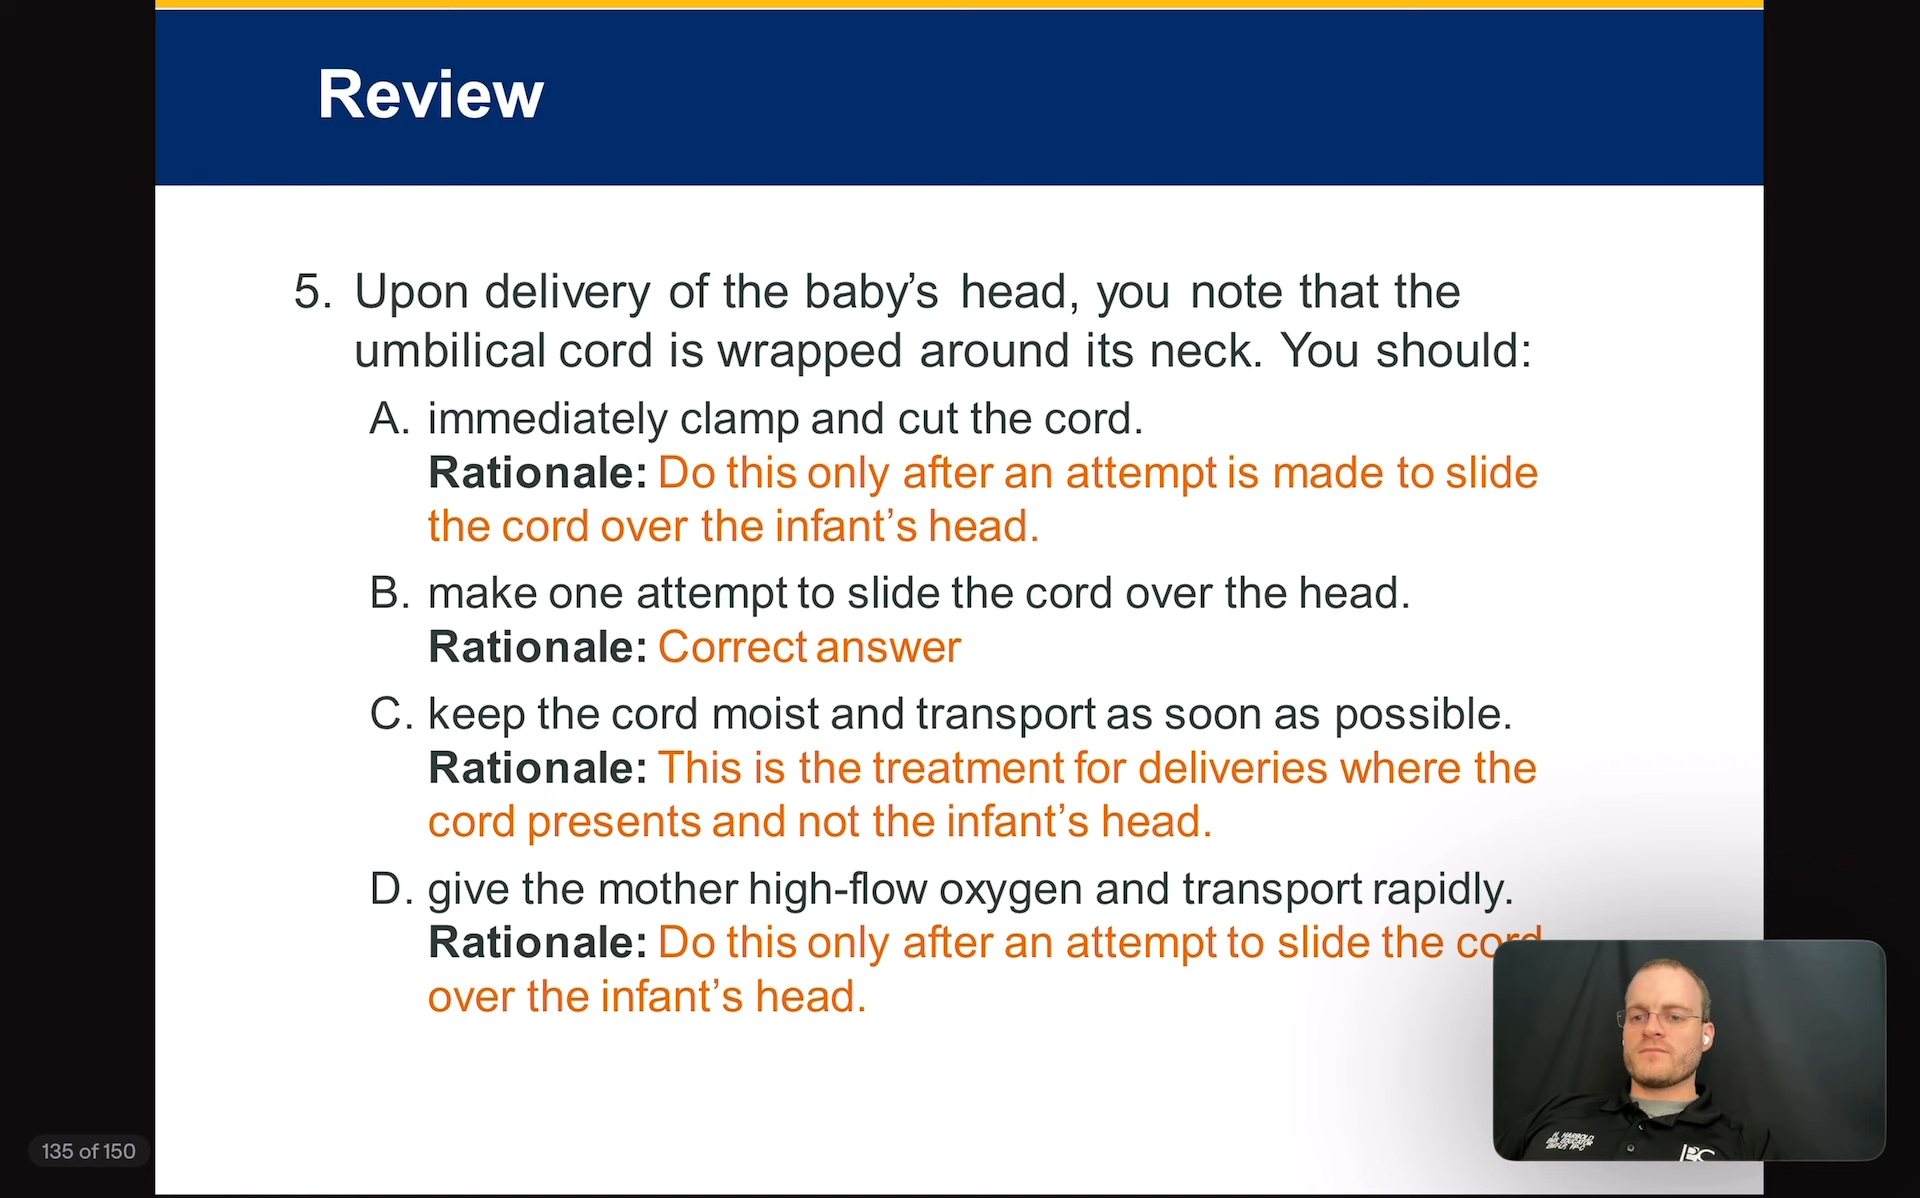 Review
5. Upon delivery of the baby’s head, you note that the
umbilical cord is wrapped around its neck. You should:
A. immediately clamp and cut the cord.
Rationale: Do this only after an attempt is made to slide
the cord over the infant’s head.
B. make one attempt to slide the cord over the head.
Rationale: Correct answer
C. keep the cord moist and transport as soon as possible.
Rationale: This is the treatment for deliveries where the
cord presents and not the infant’s head.
D. give the mother high-flow oxygen and transport rapidly.
Rationale: Do this only after an attempt to slide the cord
over the infant’s head.
135 of 150